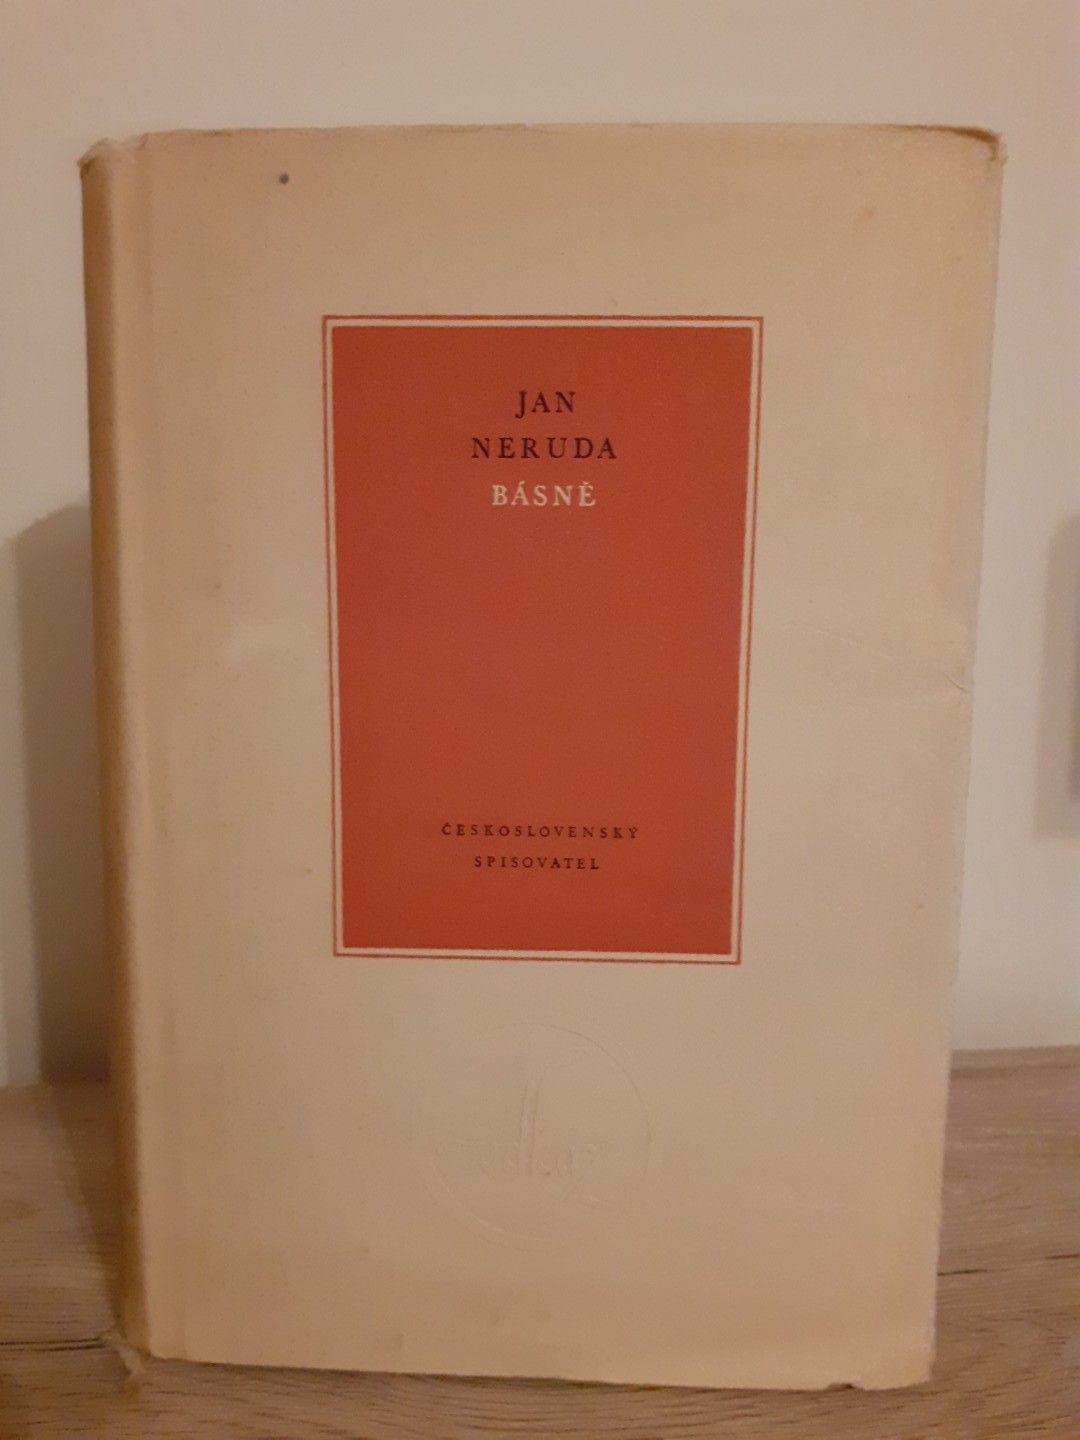 JAN
NERUDA
BÁSNĚ
ČESKOSLOVENSKÝ
SPISOVATEL